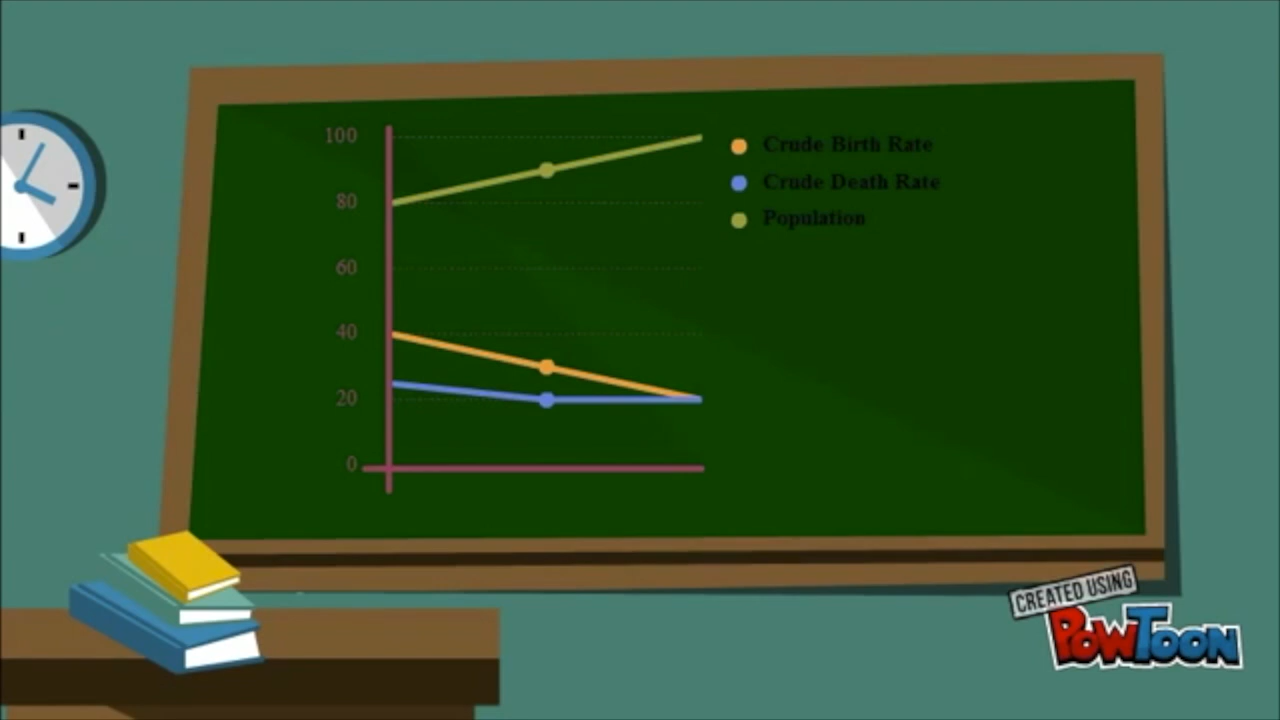 100
80
60
40
20
0
Crude Birth Rate
Crude Death Rate
Population
CREATED USING
POWTOON